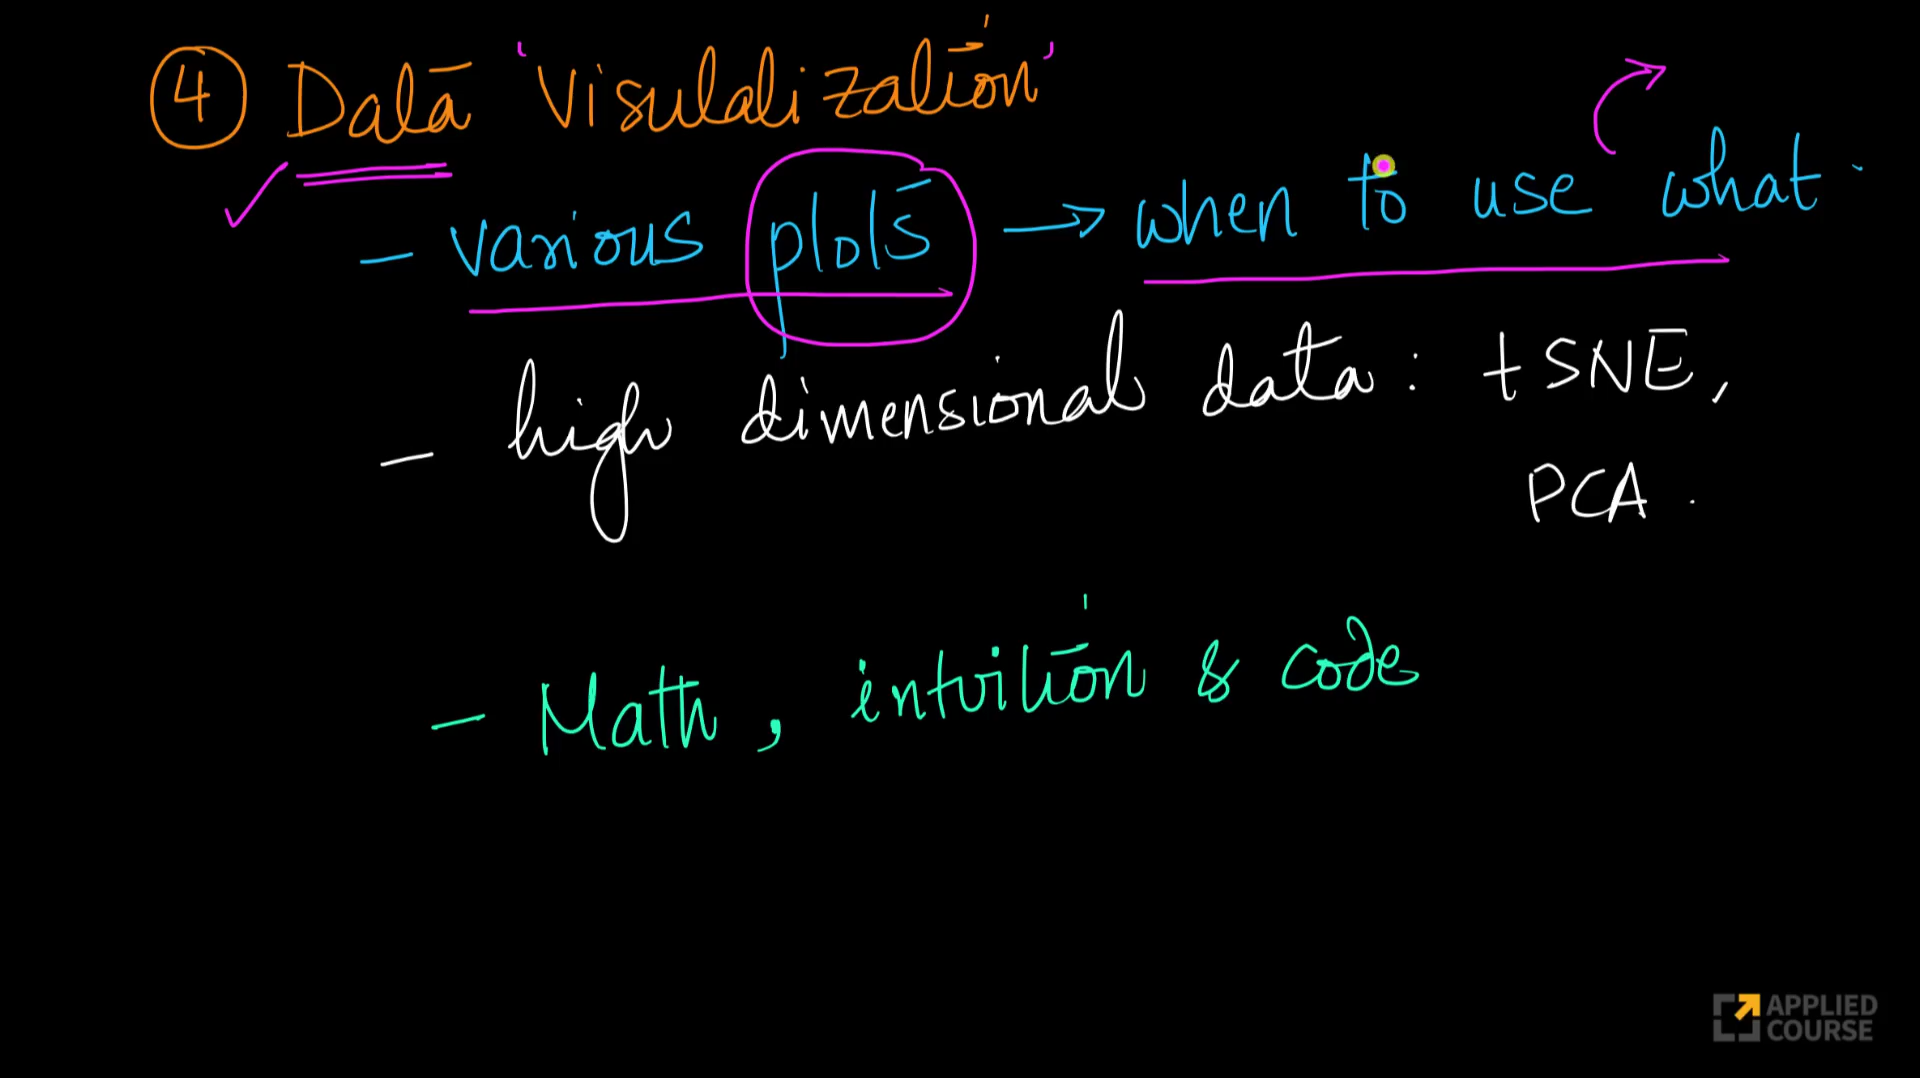 ④ Data 'Visulalization'
- various plots → when to use what.
- high dimensional data: tSNE,
PCA.
- Math, intuition & code
APPLIED
COURSE